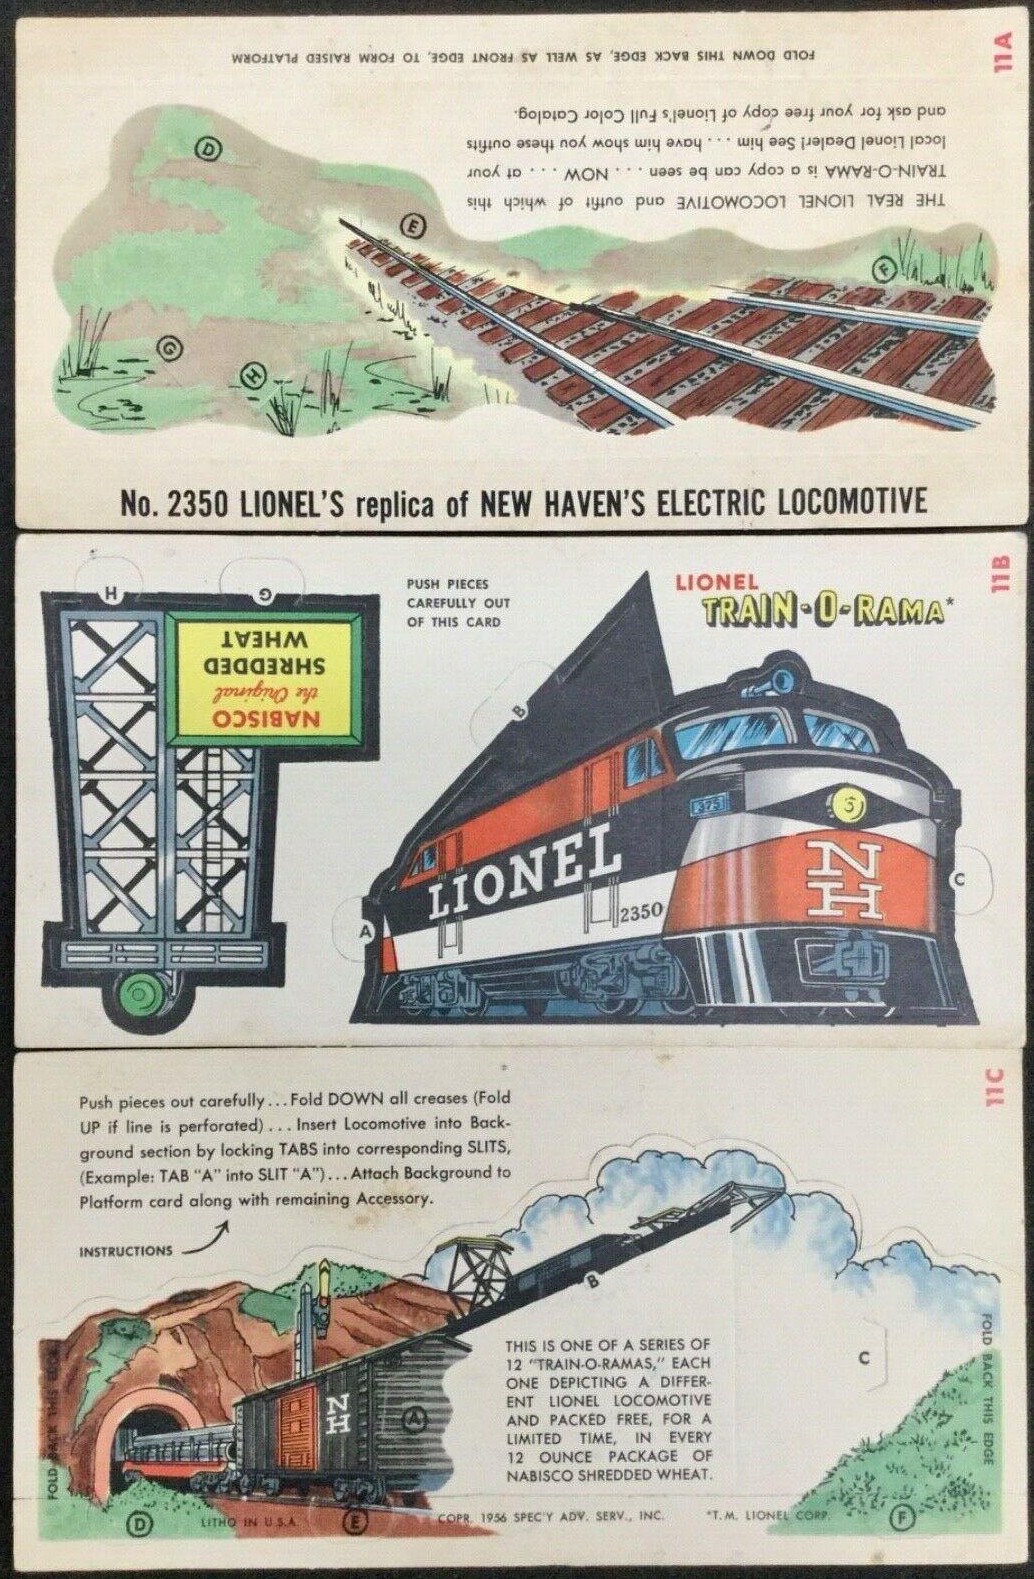 11A
FOLD DOWN THIS BACK EDGE, AS WELL AS FRONT EDGE, TO FORM RAISED PLATFORM
THE REAL LIONEL LOCOMOTIVE and outfit of which this
TRAIN-O-RAMA is a copy can be seen . . . . NOW . . . . at your
local Lionel Dealer! See him . . . have him show you these outfits
and ask for your free copy of Lionel's Full Color Catalog.
D
E
F
G
H
No. 2350 LIONEL'S replica of NEW HAVEN'S ELECTRIC LOCOMOTIVE
11B
H
G
NABISCO
the Original
SHREDDED
WHEAT
PUSH PIECES
CAREFULLY OUT
OF THIS CARD
LIONEL
TRAIN-O-RAMA*
B
375
3
N
H
LIONEL
2350
A
C
11C
Push pieces out carefully...Fold DOWN all creases (Fold
UP if line is perforated) ... Insert Locomotive into Back-
ground section by locking TABS into corresponding SLITS,
(Example: TAB "A" into SLIT "A")...Attach Background to
Platform card along with remaining Accessory.
INSTRUCTIONS
B
THIS IS ONE OF A SERIES OF
12 "TRAIN-O-RAMAS," EACH
ONE DEPICTING A DIFFER-
ENT LIONEL LOCOMOTIVE
AND PACKED FREE, FOR A
LIMITED TIME, IN EVERY
12 OUNCE PACKAGE OF
NABISCO SHREDDED WHEAT.
C
FOLD BACK THIS EDGE
FOLD BACK THIS EDGE
N
H
A
D
LITHO IN U.S.A.
E
COPR. 1956 SPEC'Y ADV. SERV., INC.
*T.M. LIONEL CORP.
F